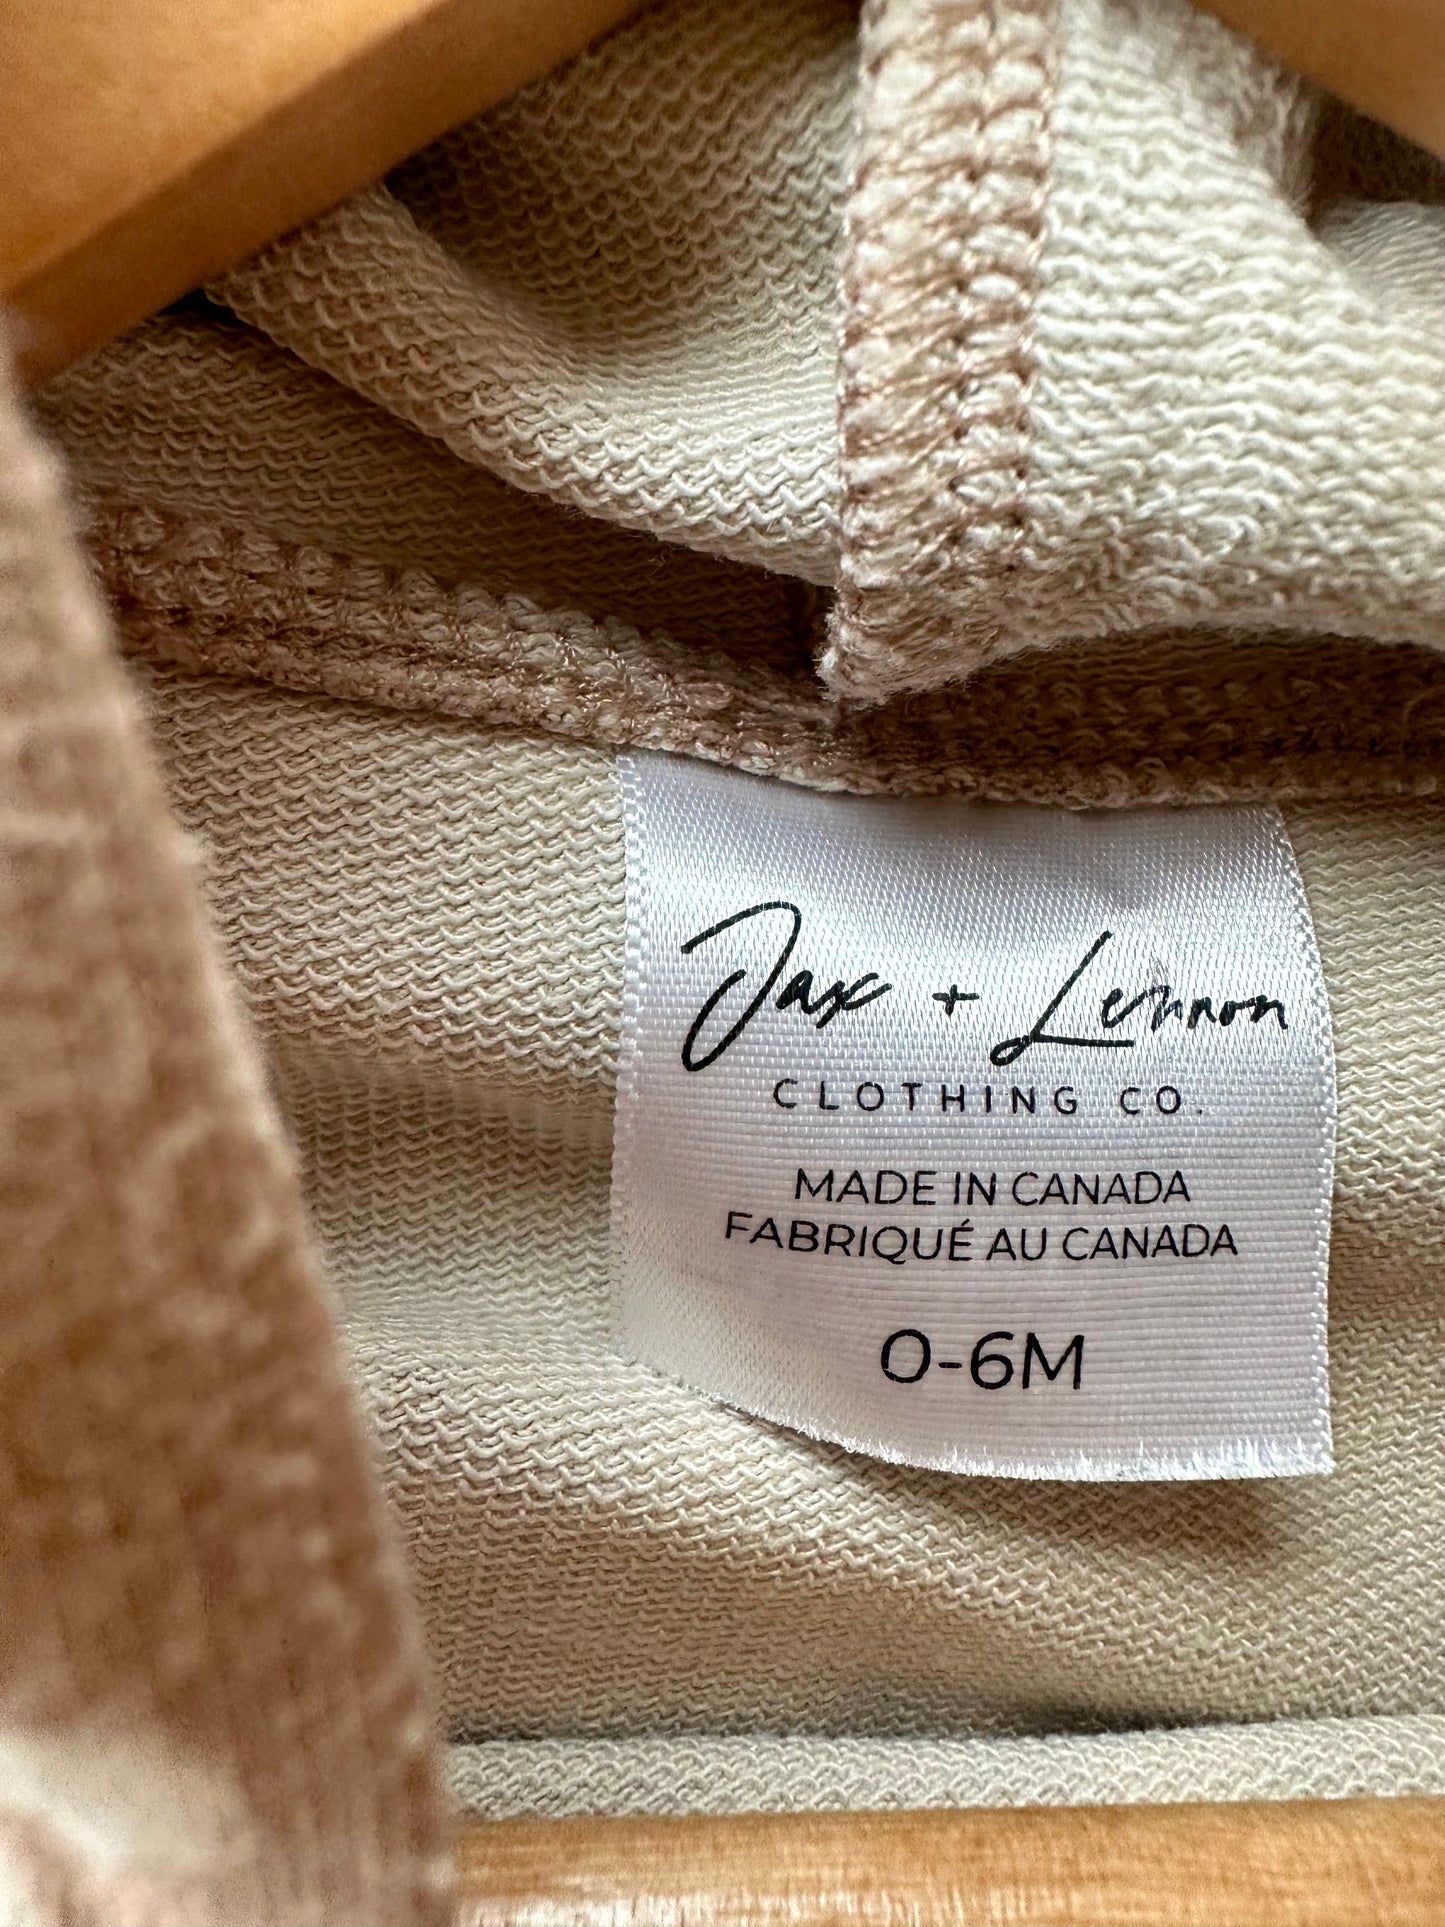 Jax + Lennon
CLOTHING CO.
MADE IN CANADA
FABRIQUÉ AU CANADA
0-6M